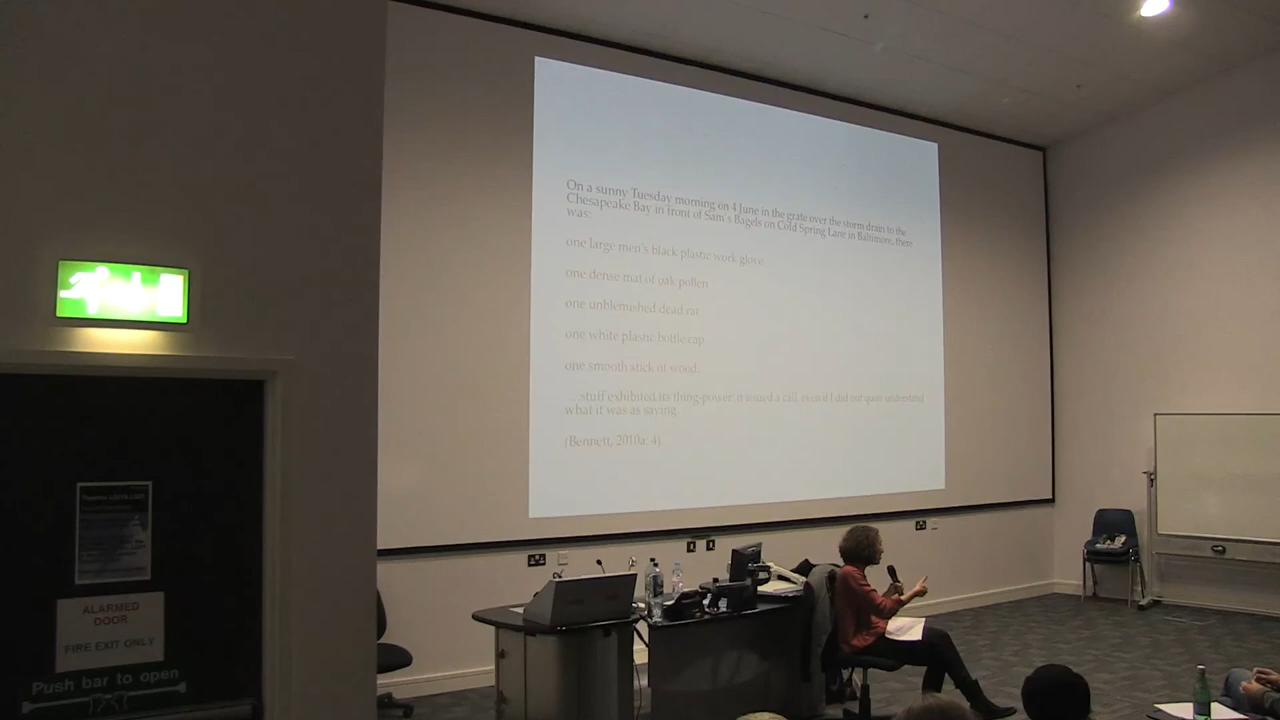 On a sunny Tuesday morning on 4 June in the grate over the storm drain to the
Chesapeake Bay in front of Sam's Bagels on Cold Spring Lane in Baltimore, there
was:
one large men's black plastic work glove
one dense mat of oak pollen
one unblemished dead rat
one white plastic bottle cap
one smooth stick of wood.
...stuff exhibited its thing-power: it issued a call, even if I did not quite understand
what it was as saying.
(Bennett, 2010a: 4)
ALARMED
DOOR
FIRE EXIT ONLY
Push bar to open